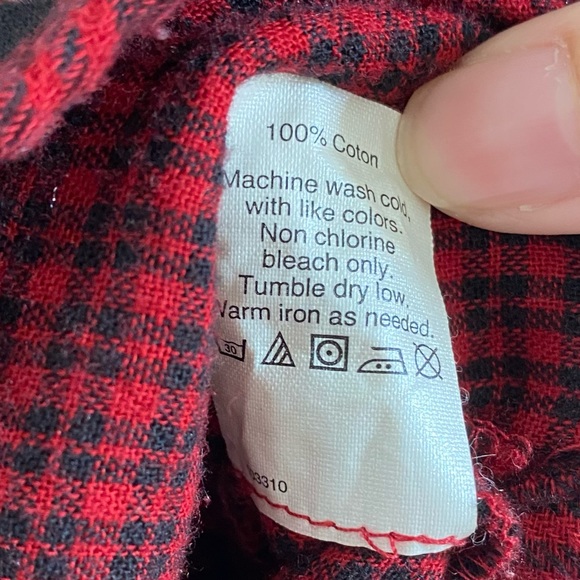 100% Coton
Machine wash cold,
with like colors.
Non chlorine
bleach only.
Tumble dry low.
Warm iron as needed.
30
3310